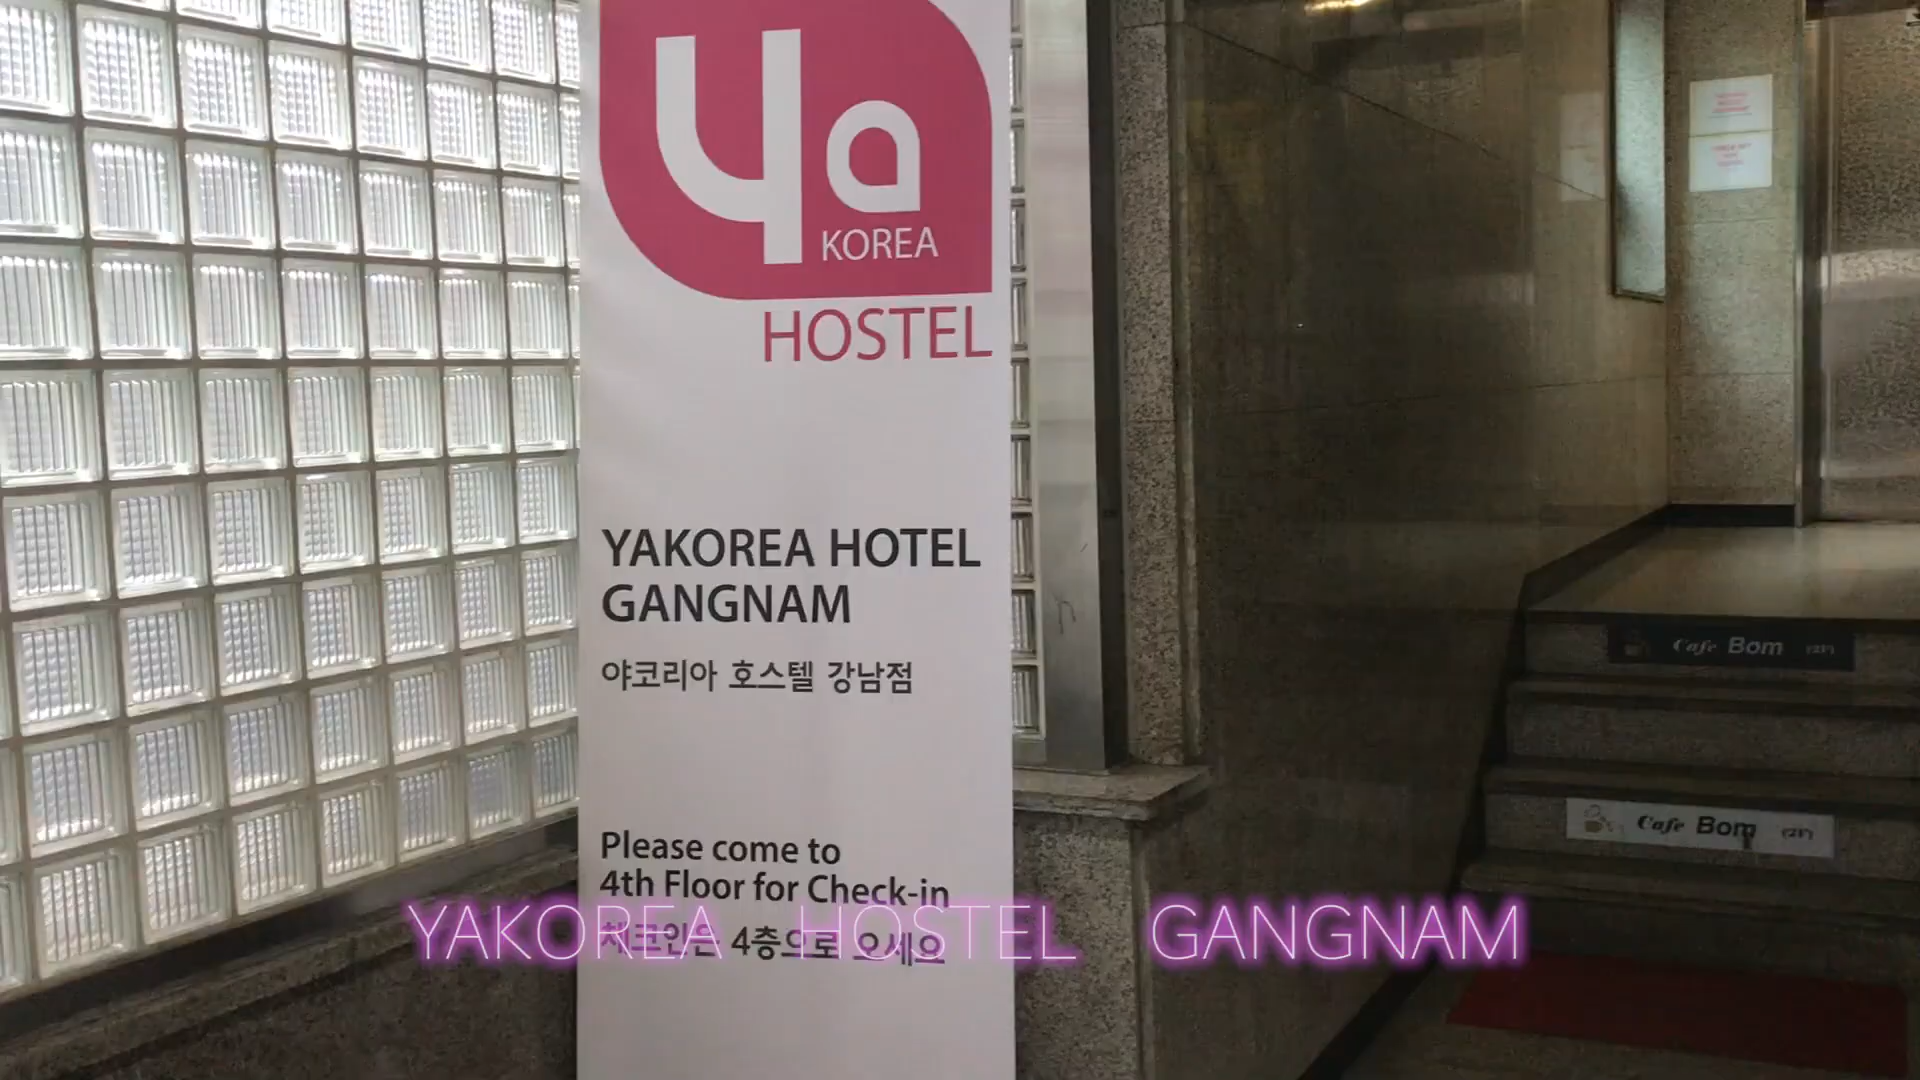 Ya
KOREA
HOSTEL
YAKOREA HOTEL
GANGNAM
야코리아 호스텔 강남점
Please come to
4th Floor for Check-in
체크인은 4층으로 오세요
YAKOREA HOSTEL GANGNAM
Cafe Bom (2F)
Cafe Bom (2F)